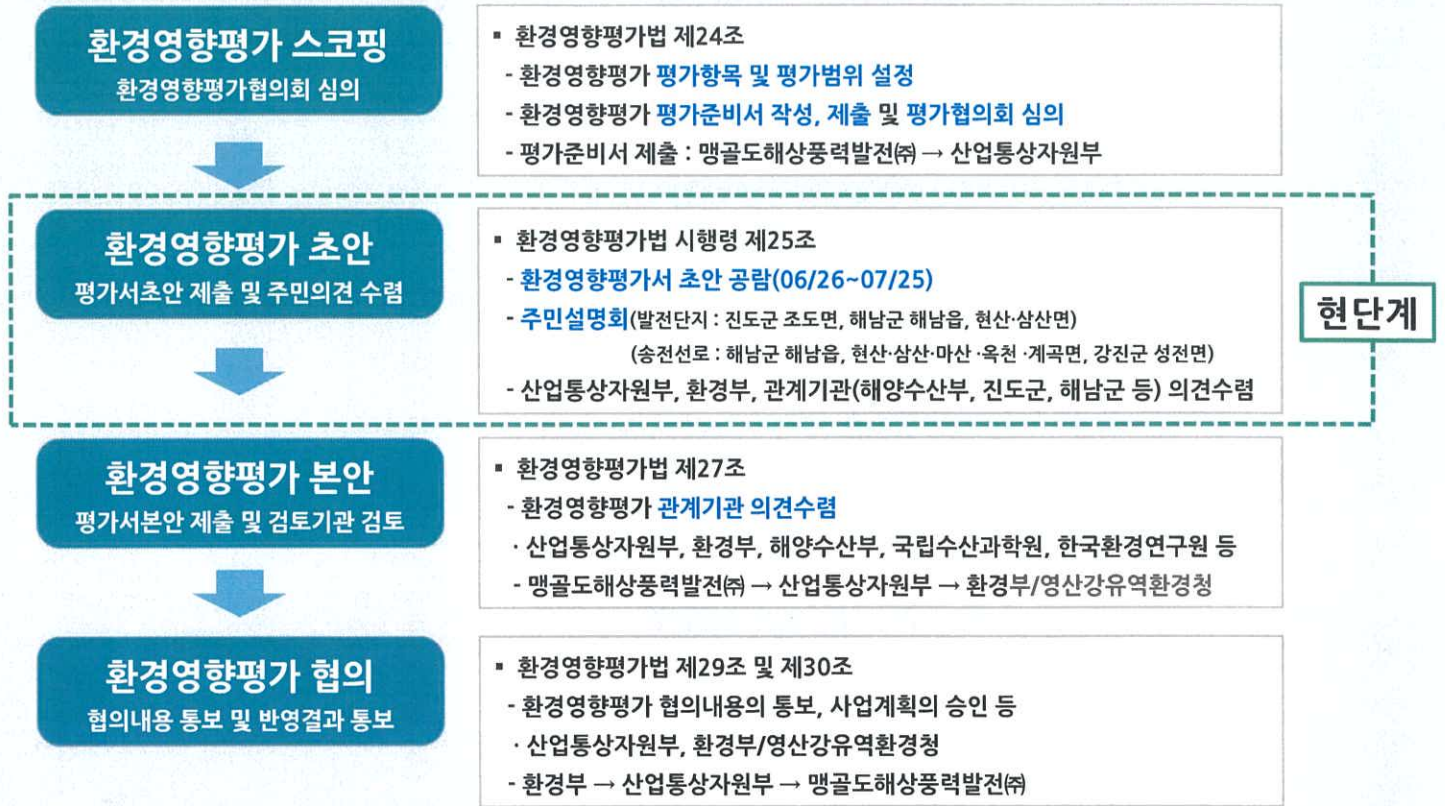 환경영향평가 스코핑
환경영향평가협의회 심의
▪ 환경영향평가법 제24조
- 환경영향평가 평가항목 및 평가범위 설정
- 환경영향평가 평가준비서 작성, 제출 및 평가협의회 심의
- 평가준비서 제출 : 맹골도해상풍력발전㈜ → 산업통상자원부
환경영향평가 초안
평가서초안 제출 및 주민의견 수렴
▪ 환경영향평가법 시행령 제25조
- 환경영향평가서 초안 공람(06/26~07/25)
- 주민설명회(발전단지 : 진도군 조도면, 해남군 해남읍, 현산·삼산면)
(송전선로 : 해남군 해남읍, 현산·삼산·마산·옥천·계곡면, 강진군 성전면)
- 산업통상자원부, 환경부, 관계기관(해양수산부, 진도군, 해남군 등) 의견수렴
현단계
환경영향평가 본안
평가서본안 제출 및 검토기관 검토
▪ 환경영향평가법 제27조
- 환경영향평가 관계기관 의견수렴
· 산업통상자원부, 환경부, 해양수산부, 국립수산과학원, 한국환경연구원 등
- 맹골도해상풍력발전㈜ → 산업통상자원부 → 환경부/영산강유역환경청
환경영향평가 협의
협의내용 통보 및 반영결과 통보
▪ 환경영향평가법 제29조 및 제30조
- 환경영향평가 협의내용의 통보, 사업계획의 승인 등
· 산업통상자원부, 환경부/영산강유역환경청
- 환경부 → 산업통상자원부 → 맹골도해상풍력발전㈜